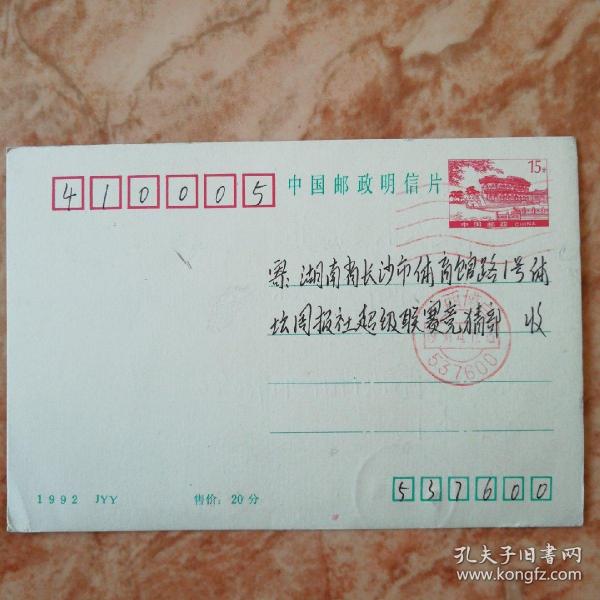 410005 中国邮政明信片
15分
中国邮政 CHINA
寄 湖南省长沙市体育馆路1号体
坛周报社超级联赛竞猜部 收
537600
537600
1992 JYY 售价:20分
孔夫子旧书网
www.kongfz.com